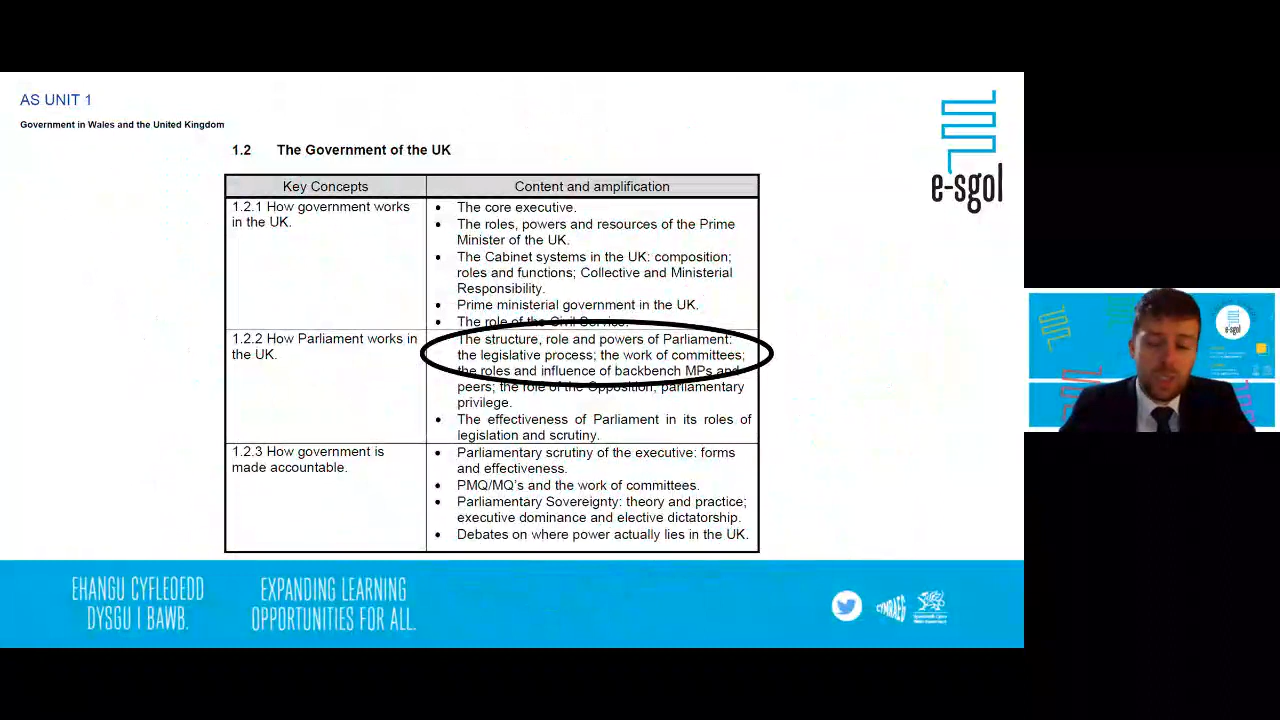 AS UNIT 1
Government in Wales and the United Kingdom
1.2 The Government of the UK
Key Concepts
Content and amplification
1.2.1 How government works
in the UK.
• The core executive.
• The roles, powers and resources of the Prime
Minister of the UK.
• The Cabinet systems in the UK: composition;
roles and functions; Collective and Ministerial
Responsibility.
• Prime ministerial government in the UK.
• The role of the Civil Service.
1.2.2 How Parliament works in
the UK.
The structure, role and powers of Parliament:
the legislative process; the work of committees;
the roles and influence of backbench MPs and
peers; the role of the Opposition; parliamentary
privilege.
• The effectiveness of Parliament in its roles of
legislation and scrutiny.
1.2.3 How government is
made accountable.
• Parliamentary scrutiny of the executive: forms
and effectiveness.
• PMQ/MQ's and the work of committees.
• Parliamentary Sovereignty: theory and practice;
executive dominance and elective dictatorship.
• Debates on where power actually lies in the UK.
e-sgol
e-sgol
EHANGU CYFLEOEDD
DYSGU I BAWB.
EXPANDING LEARNING
OPPORTUNITIES FOR ALL.
CYMRAEG